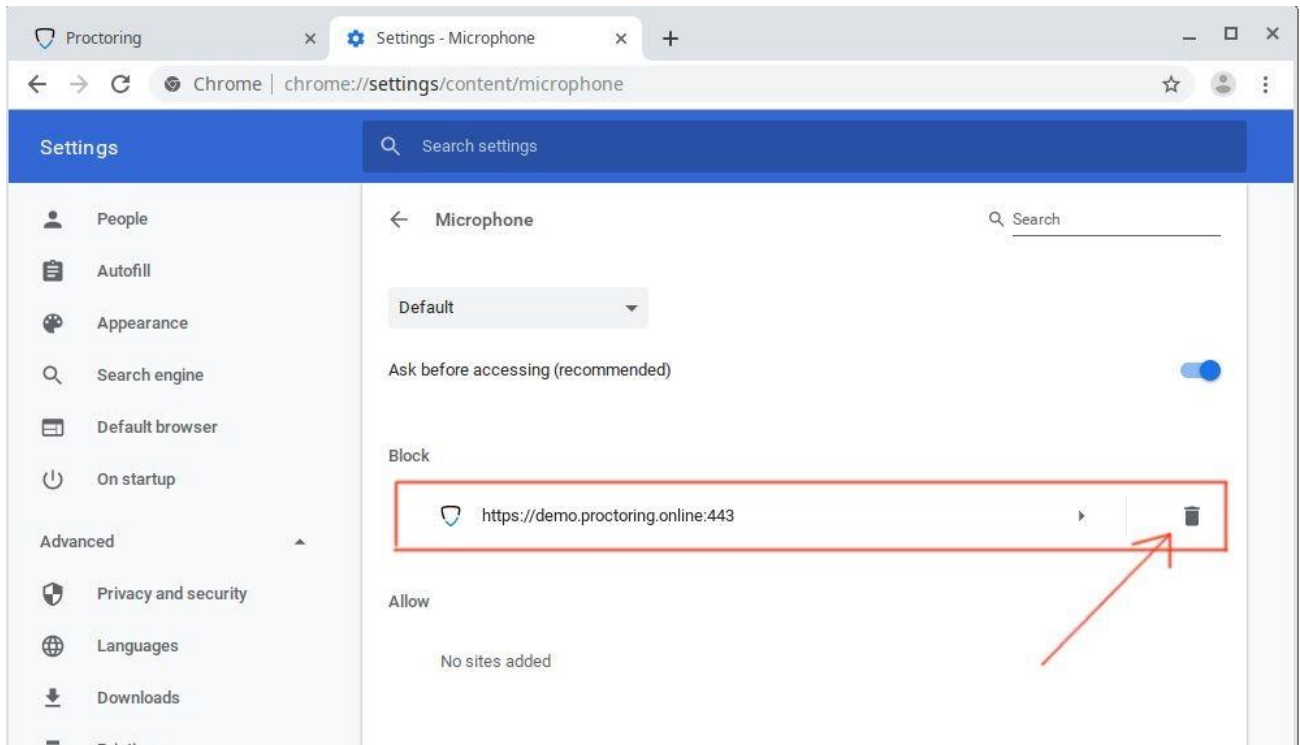 Proctoring
Settings - Microphone
Chrome | chrome://settings/content/microphone
Settings
Search settings
People
Autofill
Appearance
Search engine
Default browser
On startup
Advanced
Privacy and security
Languages
Downloads
Microphone
Search
Default
Ask before accessing (recommended)
Block
https://demo.proctoring.online:443
Allow
No sites added